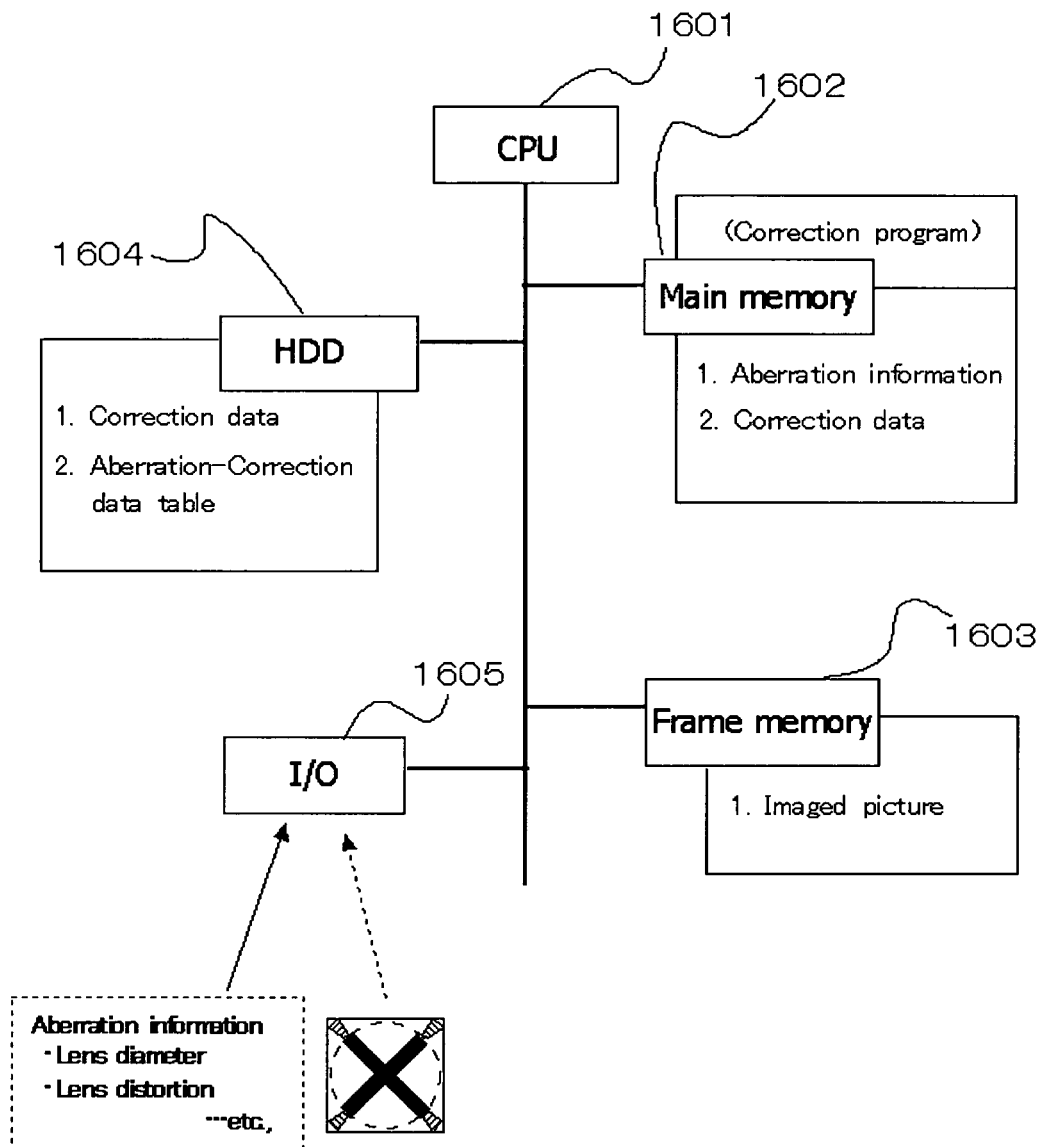 1601
CPU
1602
(Correction program)
Main memory
1. Aberration information
2. Correction data
1604
HDD
1. Correction data
2. Aberration-Correction
data table
1603
Frame memory
1. Imaged picture
1605
I/O
Aberration information
･Lens diameter
･Lens distortion
…etc.,